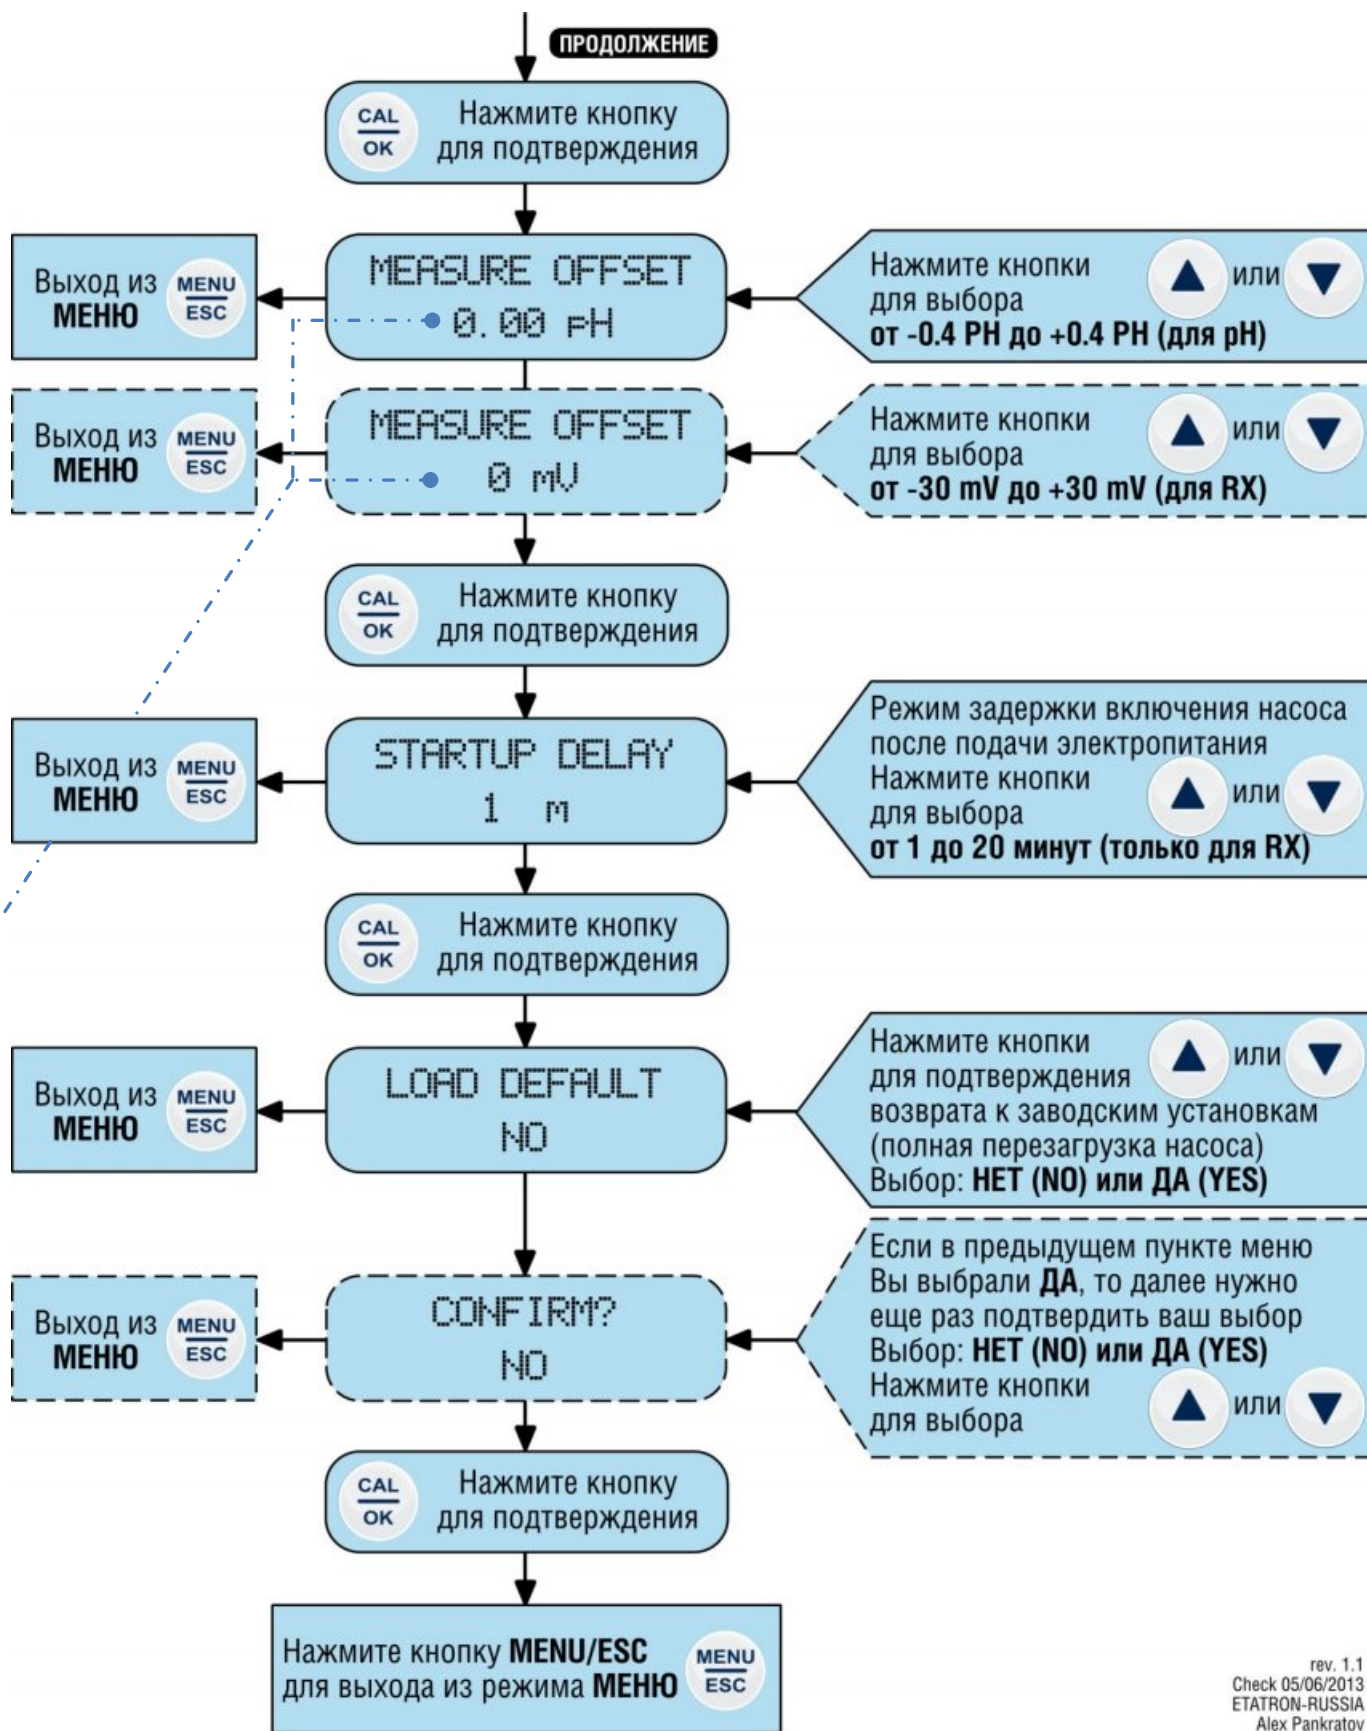 ПРОДОЛЖЕНИЕ
CAL
OK
Нажмите кнопку
для подтверждения
Выход из
МЕНЮ
MENU
ESC
MEASURE OFFSET
0.00 pH
Нажмите кнопки
для выбора
или
от -0.4 PH до +0.4 PH (для pH)
Выход из
МЕНЮ
MENU
ESC
MEASURE OFFSET
0 mV
Нажмите кнопки
для выбора
или
от -30 mV до +30 mV (для RX)
CAL
OK
Нажмите кнопку
для подтверждения
Выход из
МЕНЮ
MENU
ESC
STARTUP DELAY
1 m
Режим задержки включения насоса
после подачи электропитания
Нажмите кнопки
для выбора
или
от 1 до 20 минут (только для RX)
CAL
OK
Нажмите кнопку
для подтверждения
Выход из
МЕНЮ
MENU
ESC
LOAD DEFAULT
NO
Нажмите кнопки
для подтверждения
или
возврата к заводским установкам
(полная перезагрузка насоса)
Выбор: НЕТ (NO) или ДА (YES)
Выход из
МЕНЮ
MENU
ESC
CONFIRM?
NO
Если в предыдущем пункте меню
Вы выбрали ДА, то далее нужно
еще раз подтвердить ваш выбор
Выбор: НЕТ (NO) или ДА (YES)
Нажмите кнопки
для выбора
или
CAL
OK
Нажмите кнопку
для подтверждения
Нажмите кнопку MENU/ESC
для выхода из режима МЕНЮ
MENU
ESC
rev. 1.1
Check 05/06/2013
ETATRON-RUSSIA
Alex Pankratov